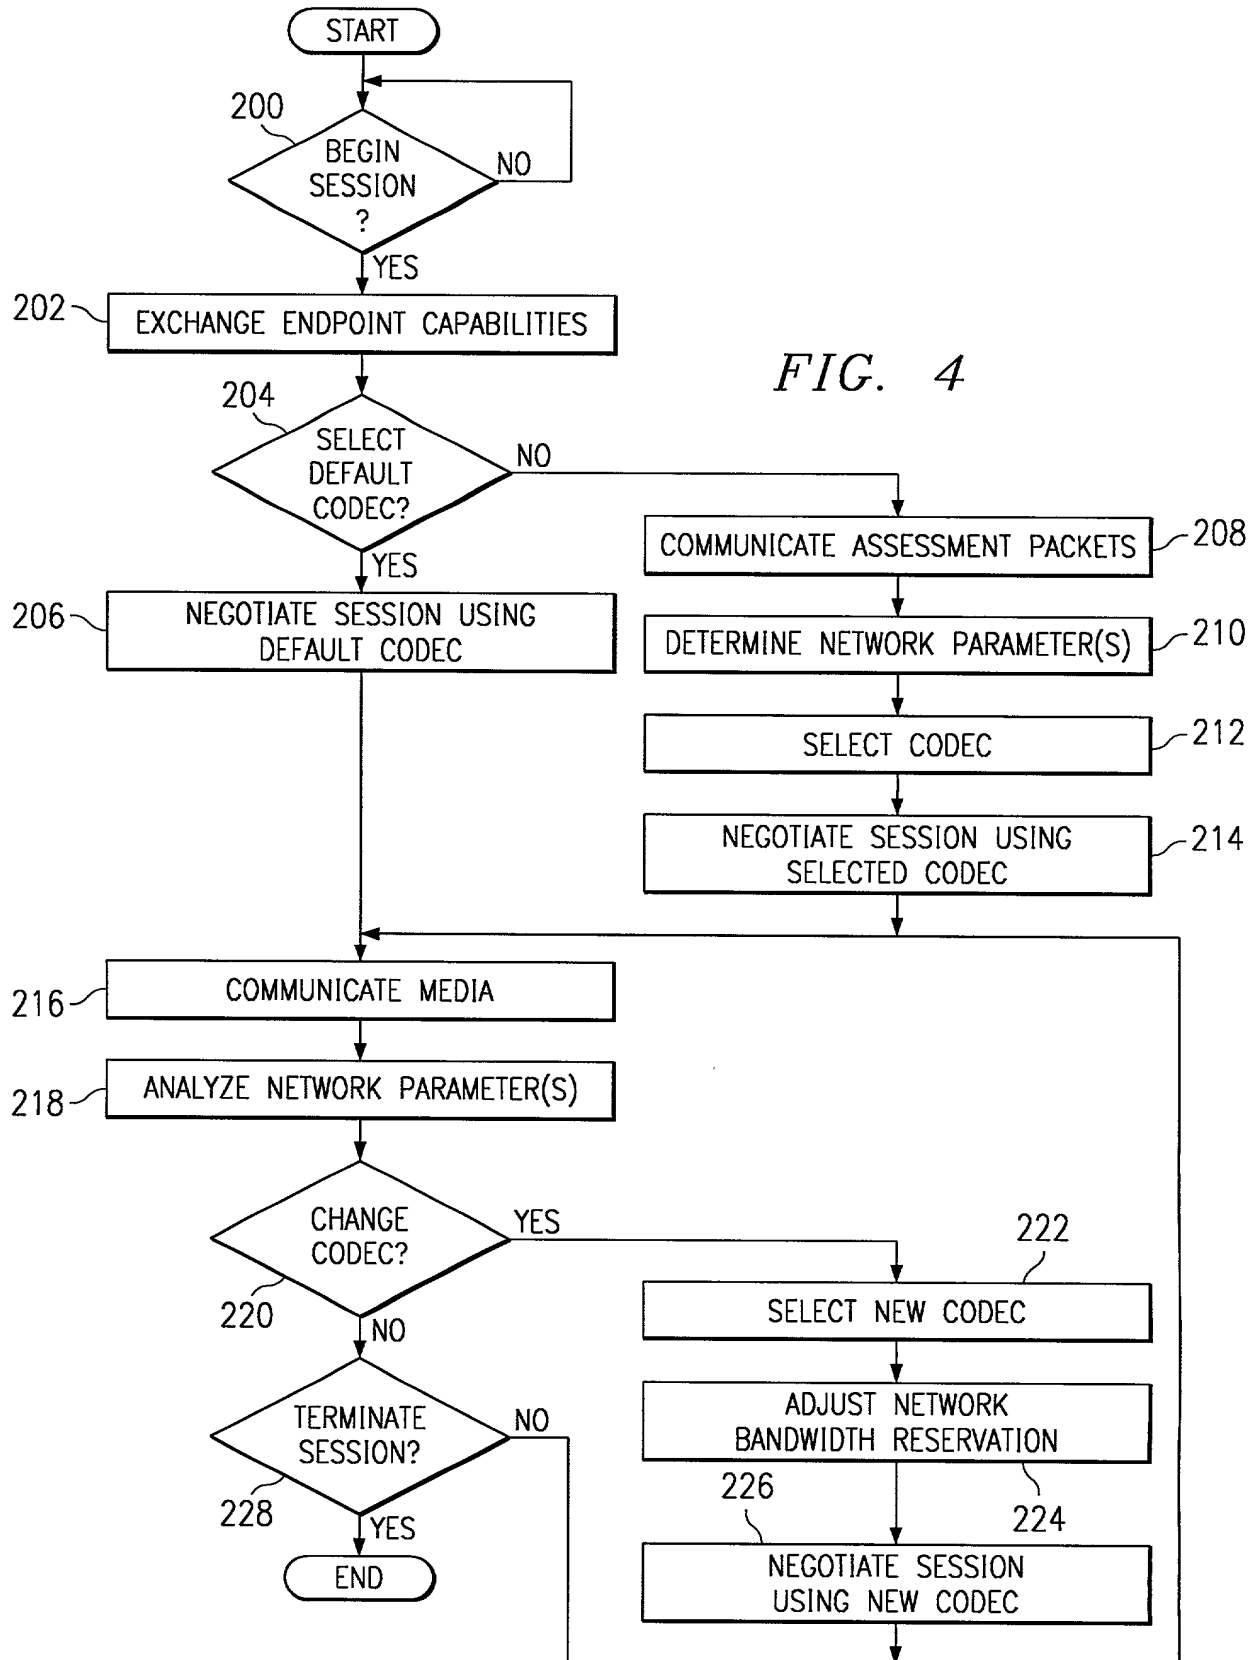 START
200
BEGIN
SESSION
?
NO
YES
202
EXCHANGE ENDPOINT CAPABILITIES
FIG. 4
204
SELECT
DEFAULT
CODEC?
NO
YES
206
NEGOTIATE SESSION USING
DEFAULT CODEC
COMMUNICATE ASSESSMENT PACKETS
208
DETERMINE NETWORK PARAMETER(S)
210
SELECT CODEC
212
NEGOTIATE SESSION USING
SELECTED CODEC
214
216
COMMUNICATE MEDIA
218
ANALYZE NETWORK PARAMETER(S)
CHANGE
CODEC?
220
YES
NO
222
SELECT NEW CODEC
ADJUST NETWORK
BANDWIDTH RESERVATION
224
226
NEGOTIATE SESSION
USING NEW CODEC
TERMINATE
SESSION?
228
NO
YES
END